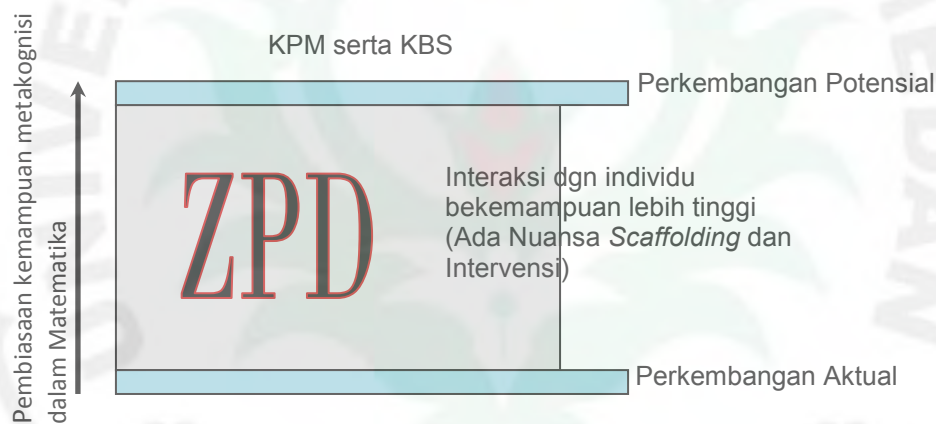 KPM serta KBS
Perkembangan Potensial
Pembiasaan kemampuan metakognisi
dalam Matematika
ZPD
Interaksi dgn individu
bekemampuan lebih tinggi
(Ada Nuansa Scaffolding dan
Intervensi)
Perkembangan Aktual